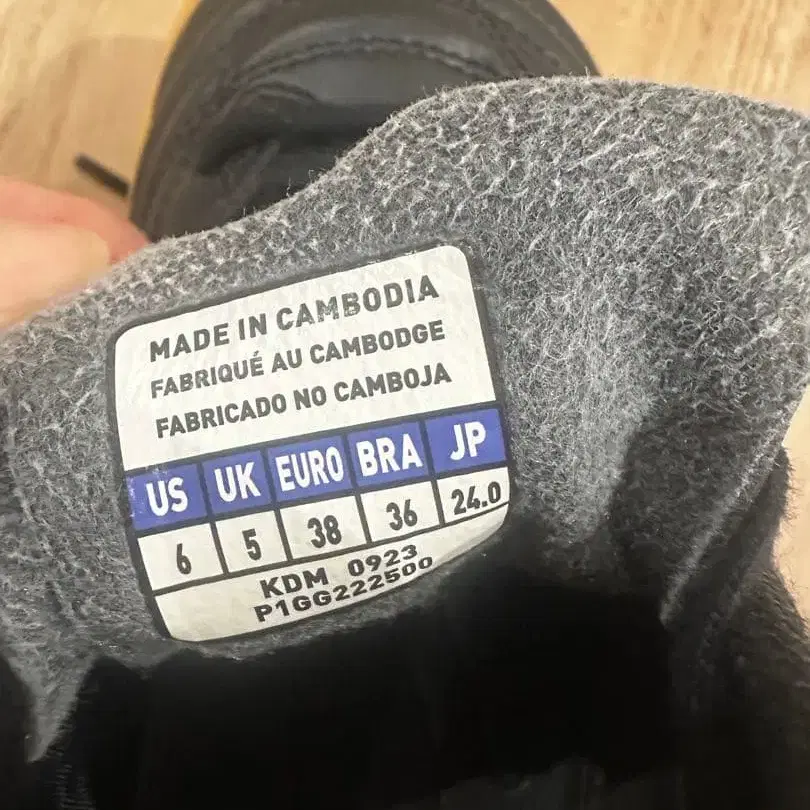 MADE IN CAMBODIA
FABRIQUÉ AU CAMBODGE
FABRICADO NO CAMBOJA
US UK EURO BRA JP
6 5 38 36 24.0
KDM 0923
P1GG222500